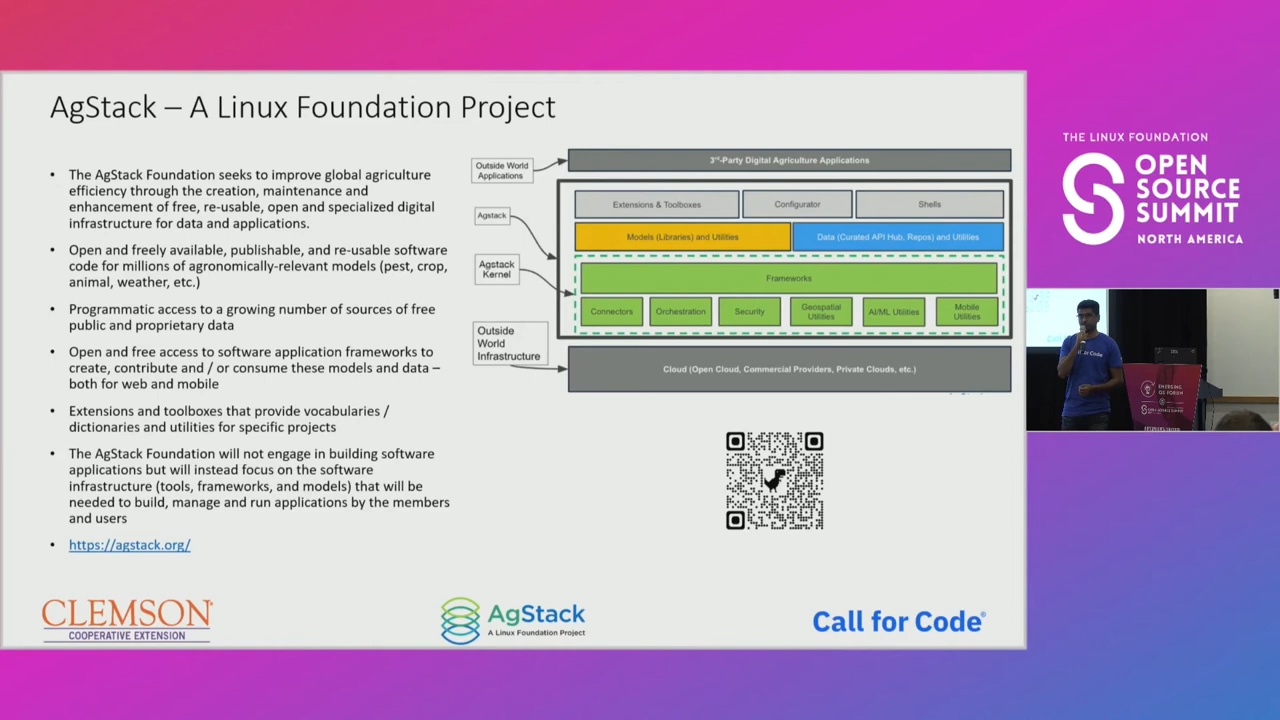 AgStack – A Linux Foundation Project
• The AgStack Foundation seeks to improve global agriculture
efficiency through the creation, maintenance and
enhancement of free, re-usable, open and specialized digital
infrastructure for data and applications.
• Open and freely available, publishable, and re-usable software
code for millions of agronomically-relevant models (pest, crop,
animal, weather, etc.)
• Programmatic access to a growing number of sources of free
public and proprietary data
• Open and free access to software application frameworks to
create, contribute and / or consume these models and data –
both for web and mobile
• Extensions and toolboxes that provide vocabularies /
dictionaries and utilities for specific projects
• The AgStack Foundation will not engage in building software
applications but will instead focus on the software
infrastructure (tools, frameworks, and models) that will be
needed to build, manage and run applications by the members
and users
• https://agstack.org/
Outside World
Applications
3rd-Party Digital Agriculture Applications
Agstack
Extensions & Toolboxes
Configurator
Shells
Models (Libraries) and Utilities
Data (Curated API Hub, Repos) and Utilities
Agstack
Kernel
Frameworks
Connectors
Orchestration
Security
Geospatial
Utilities
AI/ML Utilities
Mobile
Utilities
Outside
World
Infrastructure
Cloud (Open Cloud, Commercial Providers, Private Clouds, etc.)
CLEMSON
COOPERATIVE EXTENSION
AgStack
A Linux Foundation Project
Call for Code®
THE LINUX FOUNDATION
OPEN
SOURCE
SUMMIT
NORTH AMERICA
for Code
EMERGING
OS FORUM